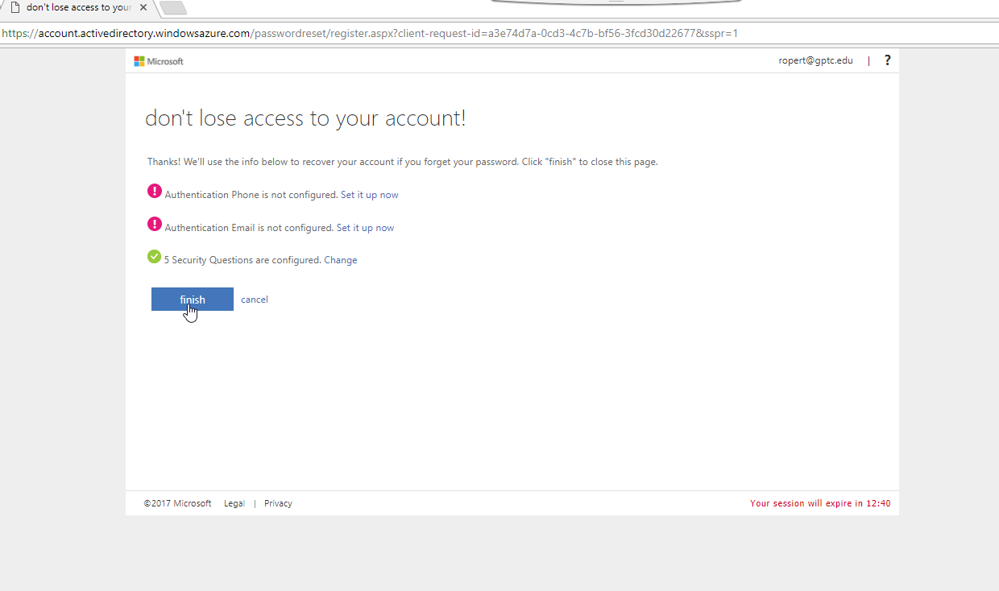 don't lose access to your
https://account.activedirectory.windowsazure.com/passwordreset/register.aspx?client-request-id=a3e74d7a-0cd3-4c7b-bf56-3fcd30d22677&sspr=1
Microsoft
ropert@gptc.edu | ?
don't lose access to your account!
Thanks! We'll use the info below to recover your account if you forget your password. Click "finish" to close this page.
! Authentication Phone is not configured. Set it up now
! Authentication Email is not configured. Set it up now
5 Security Questions are configured. Change
finish cancel
©2017 Microsoft Legal | Privacy
Your session will expire in 12:40